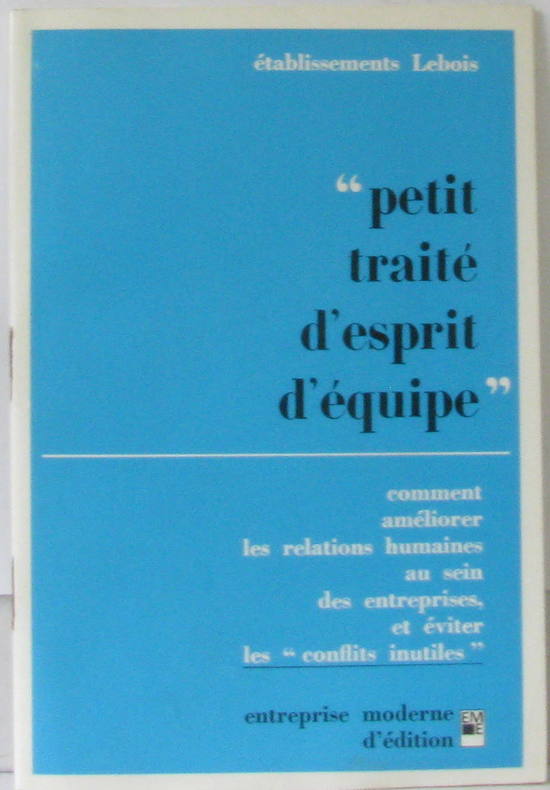 établissements Lebois
“ petit
traité
d'esprit
d'équipe ”
comment
améliorer
les relations humaines
au sein
des entreprises,
et éviter
les “ conflits inutiles ”
entreprise moderne
d'édition
EM
E